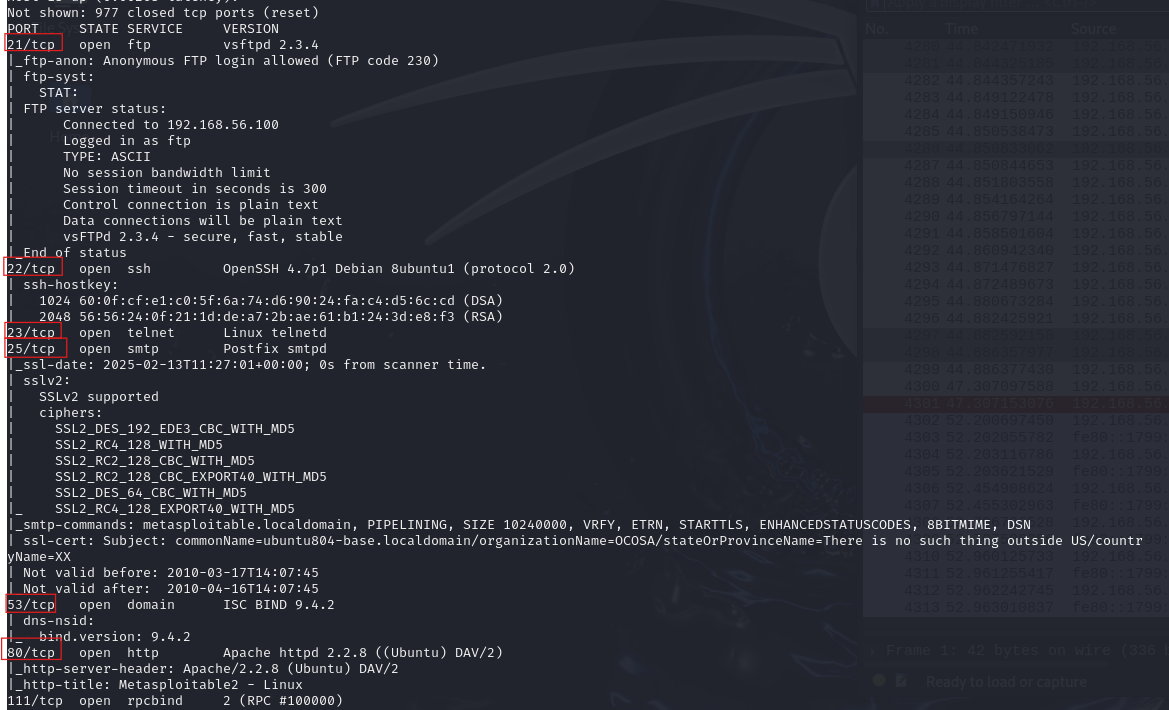 Not shown: 977 closed tcp ports (reset)
PORT     STATE SERVICE     VERSION
21/tcp   open  ftp         vsftpd 2.3.4
|_ftp-anon: Anonymous FTP login allowed (FTP code 230)
| ftp-syst:
|   STAT:
| FTP server status:
|      Connected to 192.168.56.100
|      Logged in as ftp
|      TYPE: ASCII
|      No session bandwidth limit
|      Session timeout in seconds is 300
|      Control connection is plain text
|      Data connections will be plain text
|      vsFTPd 2.3.4 - secure, fast, stable
|_End of status
22/tcp   open  ssh         OpenSSH 4.7p1 Debian 8ubuntu1 (protocol 2.0)
| ssh-hostkey:
|   1024 60:0f:cf:e1:c0:5f:6a:74:d6:90:24:fa:c4:d5:6c:cd (DSA)
|   2048 56:56:24:0f:21:1d:de:a7:2b:ae:61:b1:24:3d:e8:f3 (RSA)
23/tcp   open  telnet      Linux telnetd
25/tcp   open  smtp        Postfix smtpd
|_ssl-date: 2025-02-13T11:27:01+00:00; 0s from scanner time.
| sslv2:
|   SSLv2 supported
|   ciphers:
|     SSL2_DES_192_EDE3_CBC_WITH_MD5
|     SSL2_RC4_128_WITH_MD5
|     SSL2_RC2_128_CBC_WITH_MD5
|     SSL2_RC2_128_CBC_EXPORT40_WITH_MD5
|     SSL2_DES_64_CBC_WITH_MD5
|_    SSL2_RC4_128_EXPORT40_WITH_MD5
|_smtp-commands: metasploitable.localdomain, PIPELINING, SIZE 10240000, VRFY, ETRN, STARTTLS, ENHANCEDSTATUSCODES, 8BITMIME, DSN
| ssl-cert: Subject: commonName=ubuntu804-base.localdomain/organizationName=OCOSA/stateOrProvinceName=There is no such thing outside US/countr
yName=XX
| Not valid before: 2010-03-17T14:07:45
| Not valid after:  2010-04-16T14:07:45
53/tcp   open  domain      ISC BIND 9.4.2
| dns-nsid:
|_  bind.version: 9.4.2
80/tcp   open  http        Apache httpd 2.2.8 ((Ubuntu) DAV/2)
|_http-server-header: Apache/2.2.8 (Ubuntu) DAV/2
|_http-title: Metasploitable2 - Linux
111/tcp  open  rpcbind     2 (RPC #100000)
No. Time Source
4282 44.844357243 192.168.56
4283 44.849122478 192.168.56
4284 44.849150946 192.168.56
4285 44.850538473 192.168.56
4287 44.850844653 192.168.56
4288 44.851803558 192.168.56
4289 44.854164264 192.168.56
4290 44.856797144 192.168.56
4291 44.858501604 192.168.56
4292 44.860942340 192.168.56
4293 44.871476827 192.168.56
4294 44.872489673 192.168.56
4295 44.880673284 192.168.56
4296 44.882425921 192.168.56
4299 44.886377430 192.168.56
4300 47.307097588 192.168.56
4301 47.307153076 192.168.56
4302 52.200697450 192.168.56
4303 52.202055782 fe80::1799
4304 52.203116786 192.168.56
4305 52.203621529 fe80::1799
4306 52.454908024 192.168.56
4310 52.960125733 192.168.56
4311 52.961255417 fe80::1799
4312 52.962242745 192.168.56
4313 52.963010837 fe80::1799
Frame 1: 42 bytes on wire (336
Ready to load or capture